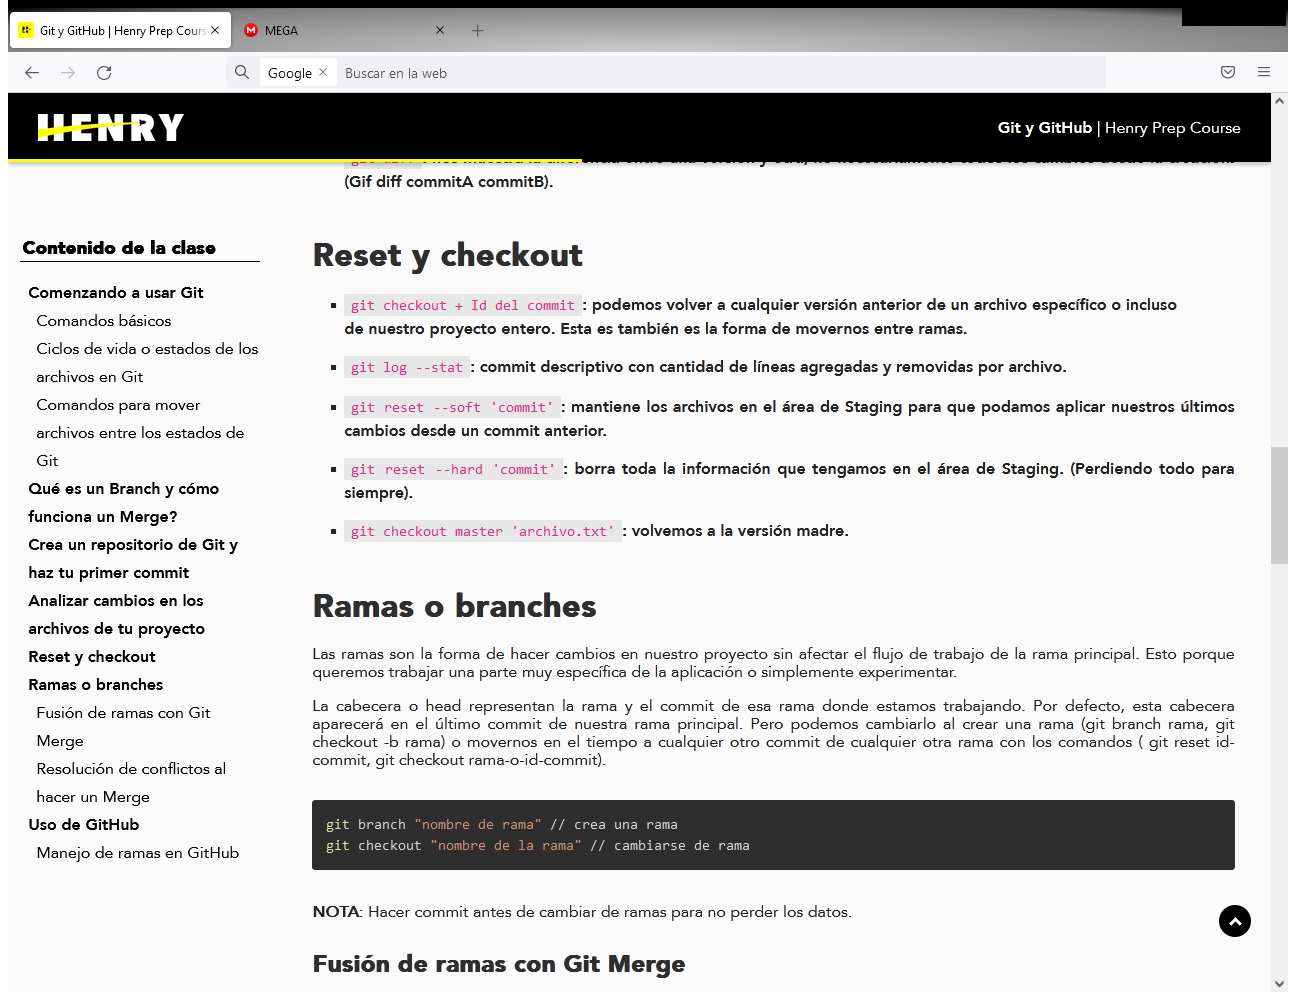 Git y GitHub | Henry Prep Cours
MEGA
Google
Buscar en la web
HENRY
Git y GitHub | Henry Prep Course
(Gif diff commitA commitB).
Contenido de la clase
Comenzando a usar Git
Comandos básicos
Ciclos de vida o estados de los
archivos en Git
Comandos para mover
archivos entre los estados de
Git
Qué es un Branch y cómo
funciona un Merge?
Crea un repositorio de Git y
haz tu primer commit
Analizar cambios en los
archivos de tu proyecto
Reset y checkout
Ramas o branches
Fusión de ramas con Git
Merge
Resolución de conflictos al
hacer un Merge
Uso de GitHub
Manejo de ramas en GitHub
Reset y checkout
git checkout + Id del commit : podemos volver a cualquier versión anterior de un archivo específico o incluso
de nuestro proyecto entero. Esta es también es la forma de movernos entre ramas.
git log --stat : commit descriptivo con cantidad de líneas agregadas y removidas por archivo.
git reset --soft 'commit' : mantiene los archivos en el área de Staging para que podamos aplicar nuestros últimos
cambios desde un commit anterior.
git reset --hard 'commit' : borra toda la información que tengamos en el área de Staging. (Perdiendo todo para
siempre).
git checkout master 'archivo.txt' : volvemos a la versión madre.
Ramas o branches
Las ramas son la forma de hacer cambios en nuestro proyecto sin afectar el flujo de trabajo de la rama principal. Esto porque
queremos trabajar una parte muy específica de la aplicación o simplemente experimentar.
La cabecera o head representan la rama y el commit de esa rama donde estamos trabajando. Por defecto, esta cabecera
aparecerá en el último commit de nuestra rama principal. Pero podemos cambiarlo al crear una rama (git branch rama, git
checkout -b rama) o movernos en el tiempo a cualquier otro commit de cualquier otra rama con los comandos ( git reset id-
commit, git checkout rama-o-id-commit).
git branch "nombre de rama" // crea una rama
git checkout "nombre de la rama" // cambiarse de rama
NOTA: Hacer commit antes de cambiar de ramas para no perder los datos.
Fusión de ramas con Git Merge